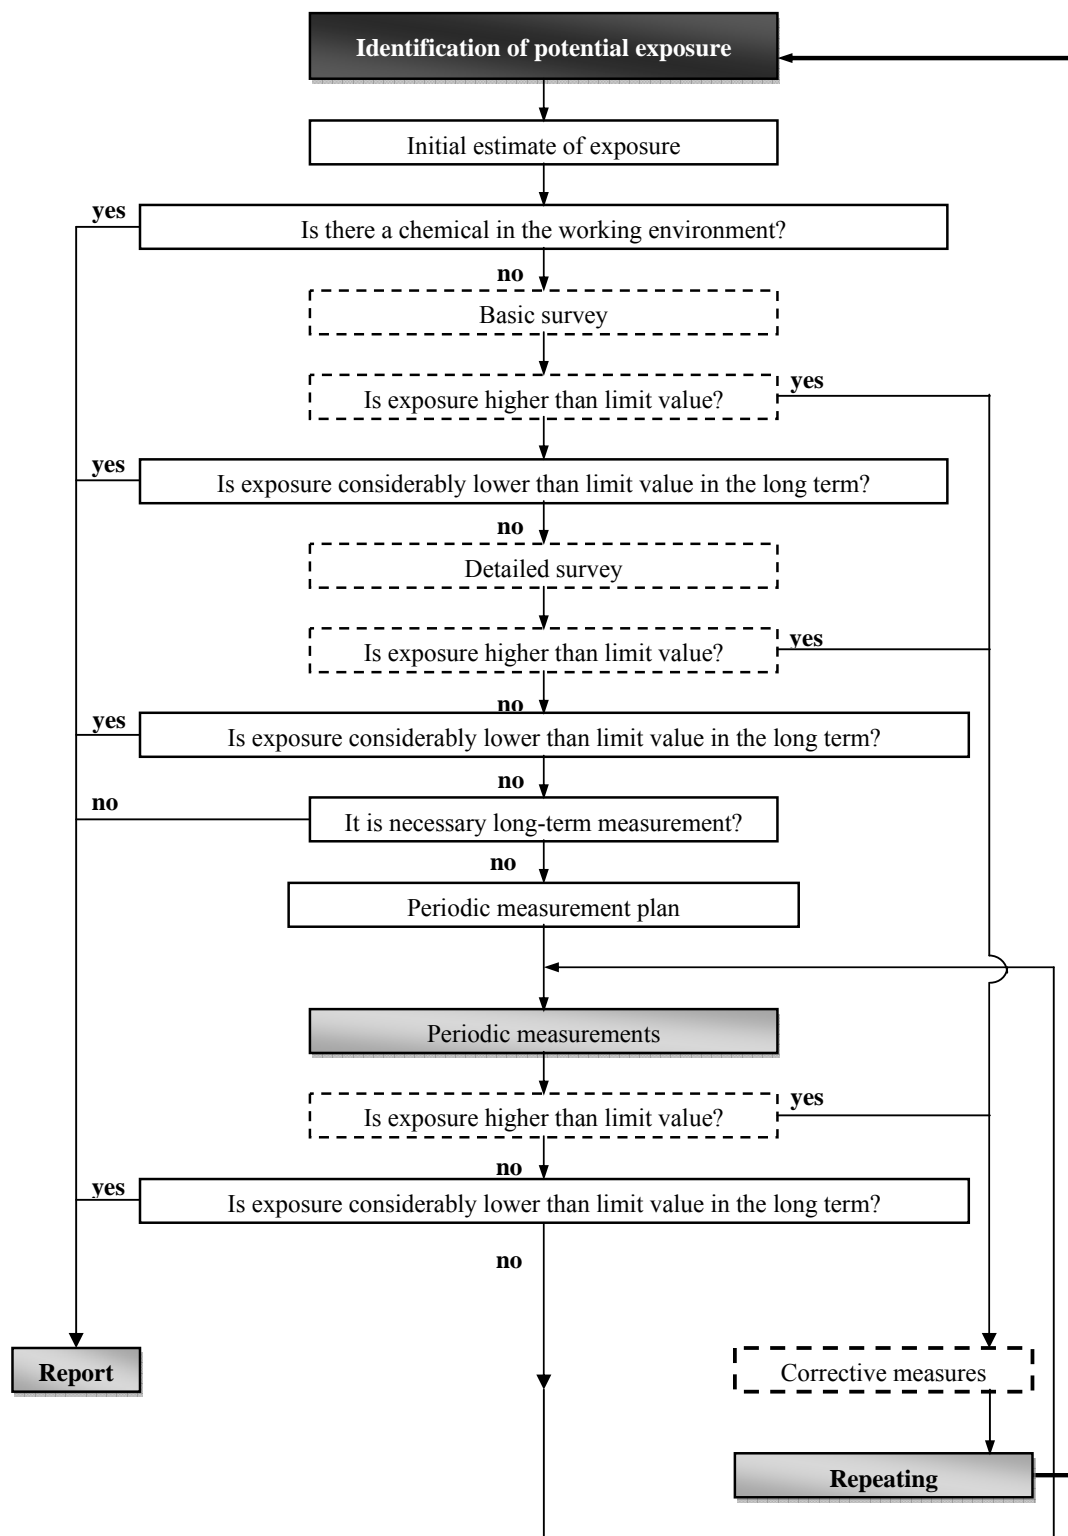 Identification of potential exposure
Initial estimate of exposure
yes
Is there a chemical in the working environment?
no
Basic survey
yes
Is exposure higher than limit value?
yes
Is exposure considerably lower than limit value in the long term?
no
Detailed survey
yes
Is exposure higher than limit value?
no
yes
Is exposure considerably lower than limit value in the long term?
no
no
It is necessary long-term measurement?
no
Periodic measurement plan
Periodic measurements
yes
Is exposure higher than limit value?
no
yes
Is exposure considerably lower than limit value in the long term?
no
Report
Corrective measures
Repeating